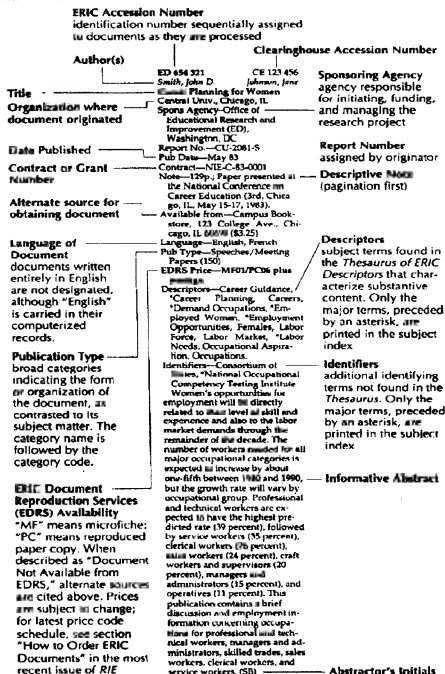 ERIC Accession Number
identification number sequentially assigned
to documents as they are processed
Author(s)
Clearinghouse Accession Number
ED 654 321
CE 123 456
Smith, John D.
Johnson, Jane
Title
Planning for Women
Organization where
document originated
Central Univ., Chicago, IL
Spons Agency—Office of
Educational Research and
Improvement (ED),
Washington, DC
Sponsoring Agency
agency responsible
for initiating, funding,
and managing the
research project
Date Published
Report No.—CU-2081-S
Pub Date—May 83
Report Number
assigned by originator
Contract or Grant
Number
Contract—NIE-C-83-0001
Note—129p.; Paper presented at
the National Conference on
Career Education (3rd, Chica
go, IL, May 15-17, 1983).
Descriptive Note
(pagination first)
Alternate source for
obtaining document
Available from—Campus Book-
store, 123 College Ave., Chi-
cago, IL ($3.25)
Language of
Document
documents written
entirely in English
are not designated,
although "English"
is carried in their
computerized
records.
Language—English, French
Pub Type—Speeches/Meeting
Papers (150)
EDRS Price—MF01/PC06 plus
Descriptors—Career Guidance,
*Career Planning, Careers,
*Demand Occupations, *Em-
ployed Women, *Employment
Opportunities, Females, Labor
Force, Labor Market, *Labor
Needs, Occupational Aspira-
tion, Occupations.
Descriptors
subject terms found in
the Thesaurus of ERIC
Descriptors that char-
acterize substantive
content. Only the
major terms, preceded
by an asterisk, are
printed in the subject
index
Publication Type
broad categories
indicating the form
or organization of
the document, as
contrasted to its
subject matter. The
category name is
followed by the
category code.
Identifiers—Consortium of
*National Occupational
Competency Testing Institute
Identifiers
additional identifying
terms not found in the
Thesaurus. Only the
major terms, preceded
by an asterisk, are
printed in the subject
index
Women's opportunities for
employment will be directly
related to their level of skill and
experience and also to the labor
market demands through the
remainder of the decade. The
number of workers needed for all
major occupational categories is
expected to increase by about
one-fifth between 1980 and 1990,
but the growth rate will vary by
occupational group. Professional
and technical workers are ex-
pected to have the highest pre-
dicted rate (39 percent), followed
by service workers (35 percent),
clerical workers (26 percent),
sales workers (24 percent), craft
workers and supervisors (20
percent), managers and
administrators (15 percent), and
operatives (11 percent). This
publication contains a brief
discussion and employment in-
formation concerning occupa-
tions for professional and tech-
nical workers, managers and ad-
ministrators, skilled trades, sales
workers, clerical workers, and
service workers. (SB)
Informative Abstract
ERIC Document
Reproduction Services
(EDRS) Availability
"MF" means microfiche;
"PC" means reproduced
paper copy. When
described as "Document
Not Available from
EDRS," alternate sources
are cited above. Prices
are subject to change;
for latest price code
schedule, see section
"How to Order ERIC
Documents" in the most
recent issue of RIE
Abstractor's Initials